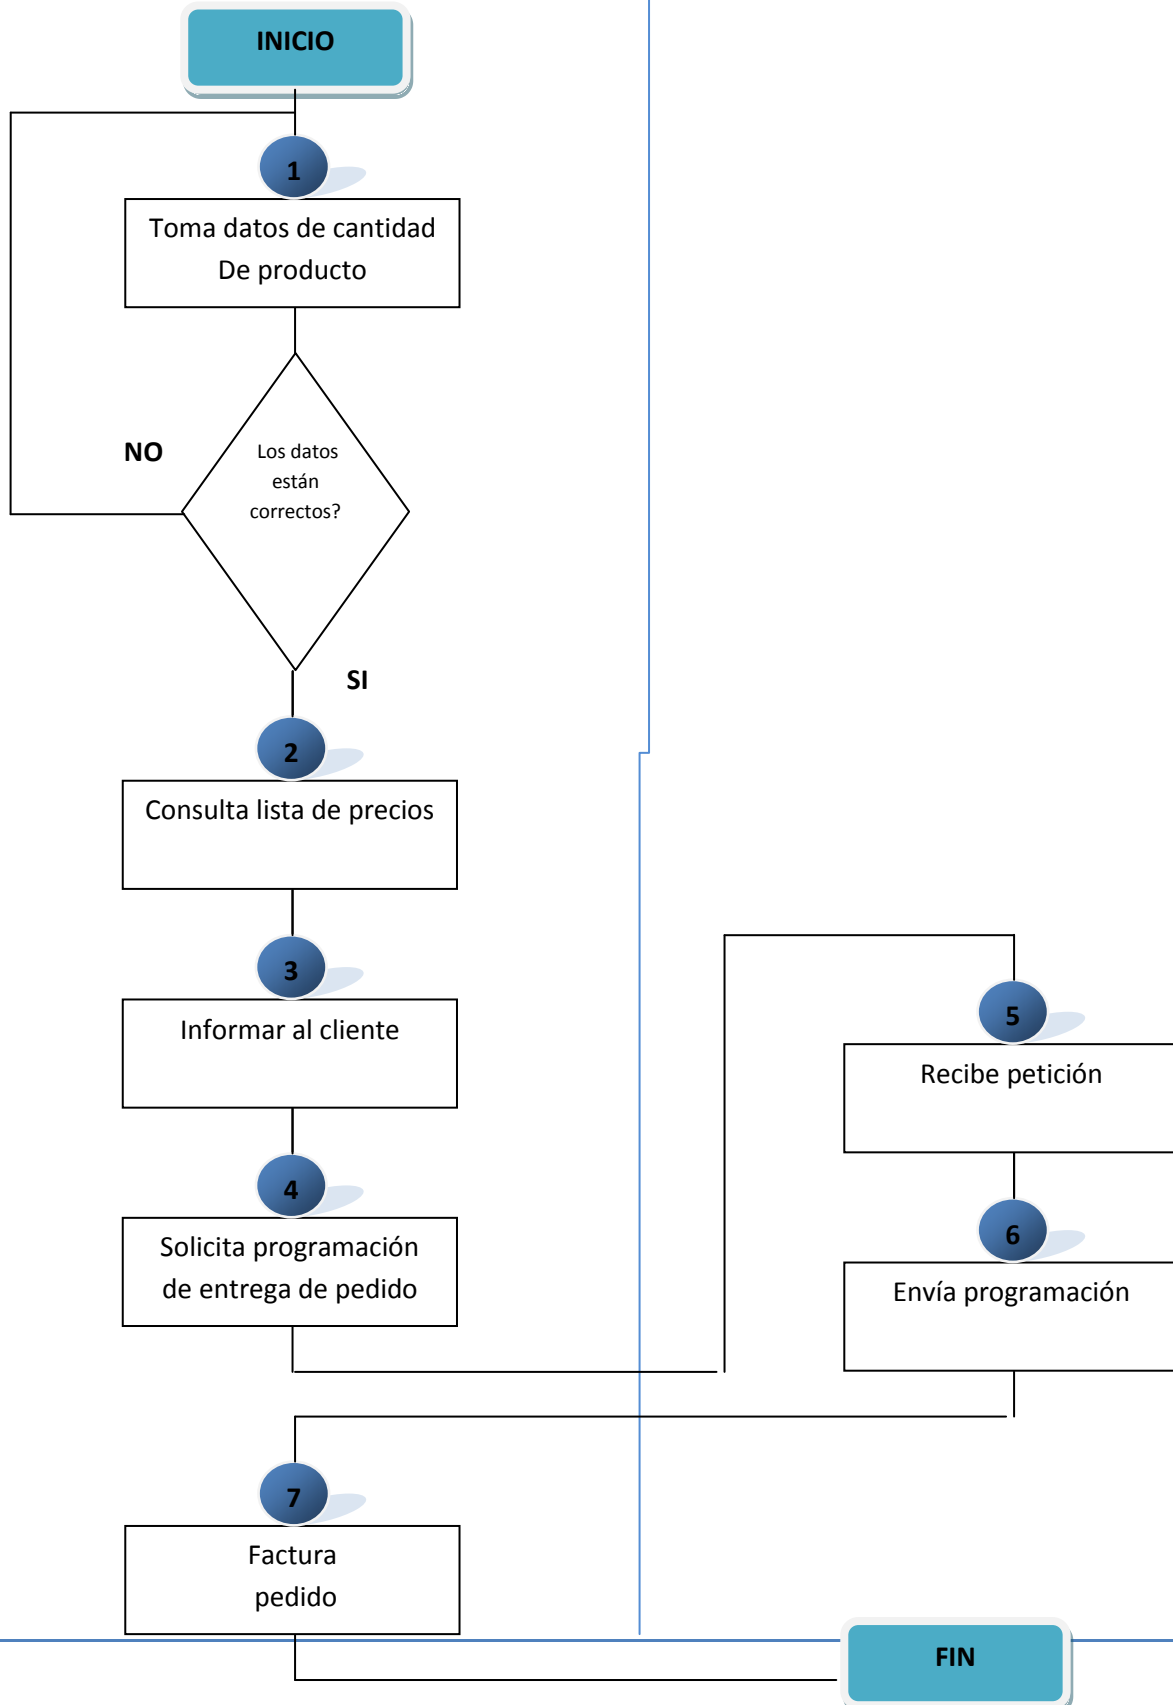 INICIO
1
Toma datos de cantidad
De producto
NO
Los datos
están
correctos?
SI
2
Consulta lista de precios
3
Informar al cliente
4
Solicita programación
de entrega de pedido
5
Recibe petición
6
Envía programación
7
Factura
pedido
FIN